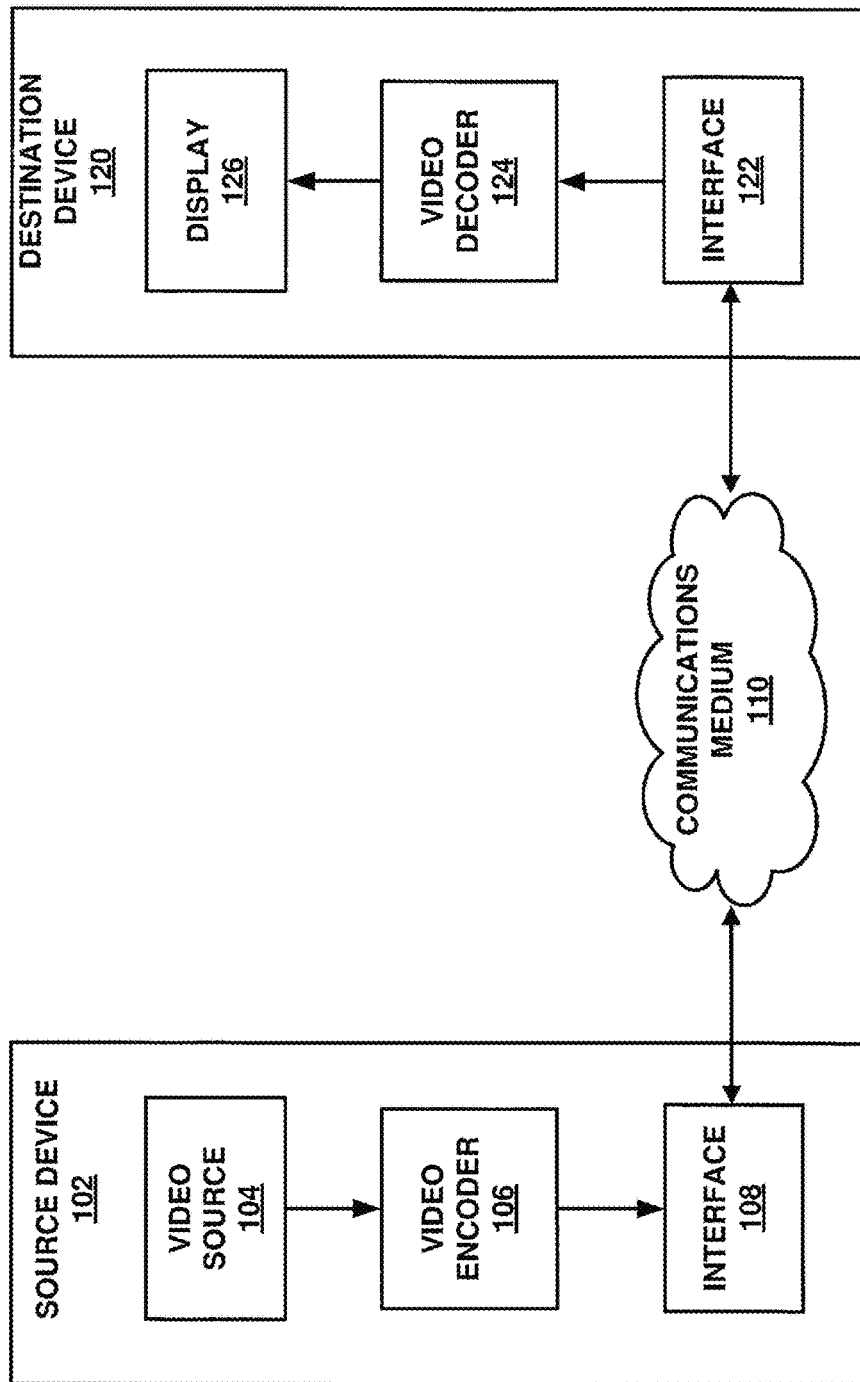 SOURCE DEVICE
102
VIDEO
SOURCE
104
VIDEO
ENCODER
106
INTERFACE
108
COMMUNICATIONS
MEDIUM
110
DESTINATION
DEVICE
120
DISPLAY
126
VIDEO
DECODER
124
INTERFACE
122